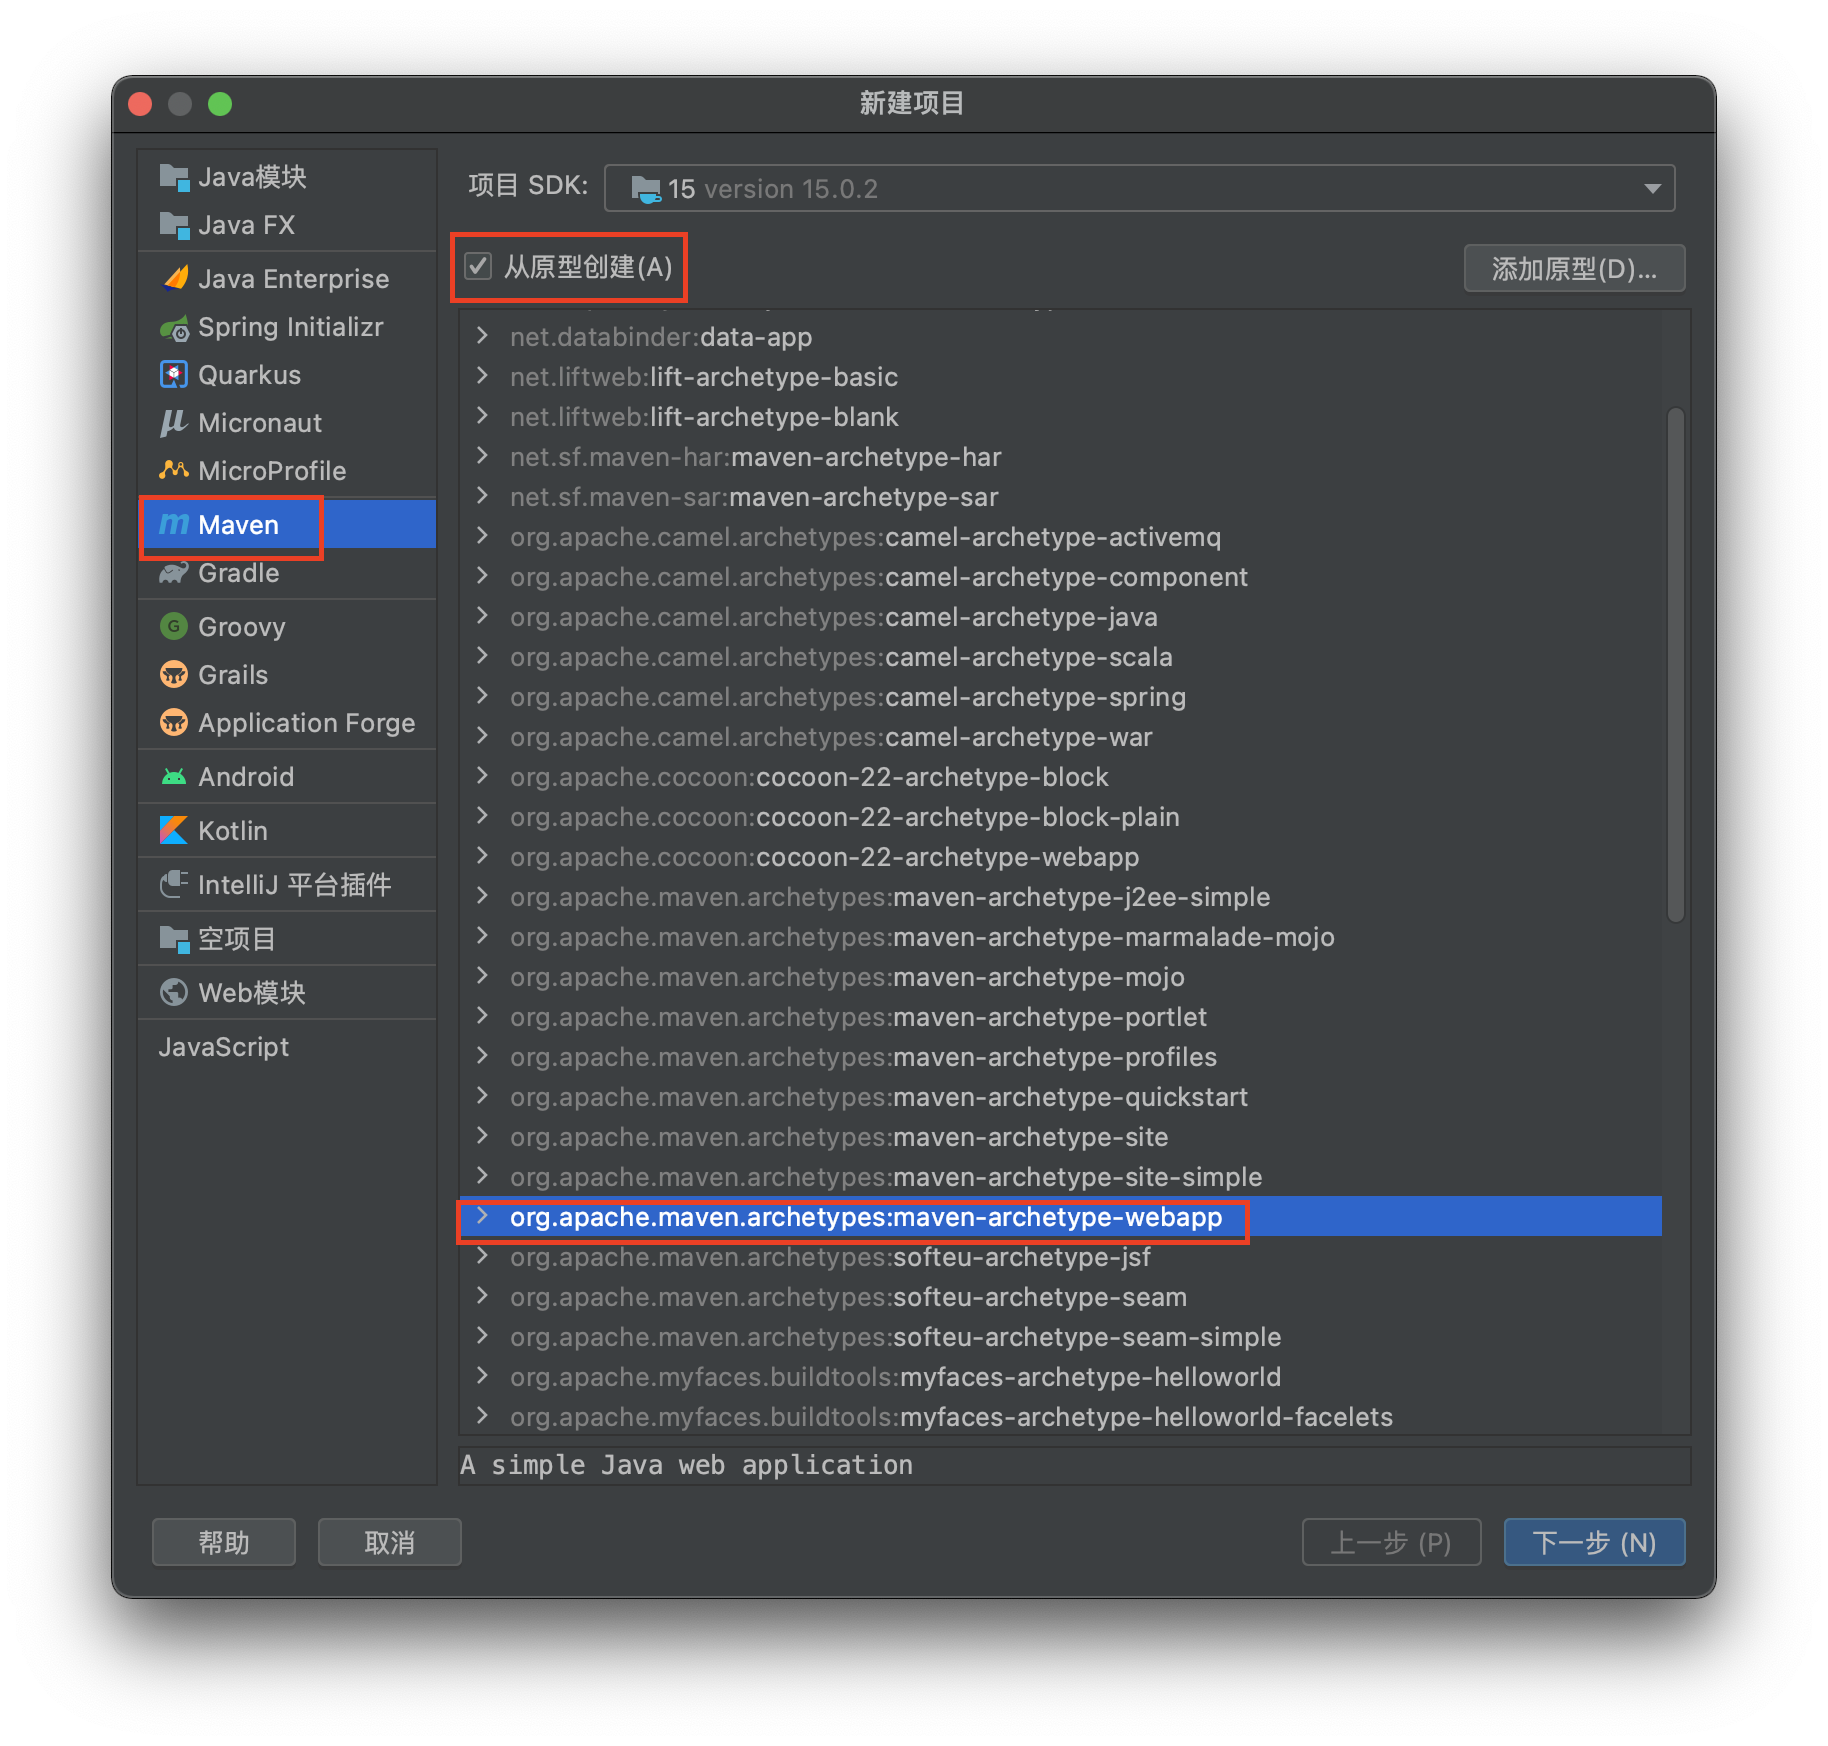 新建项目
Java模块
Java FX
Java Enterprise
Spring Initializr
Quarkus
Micronaut
MicroProfile
Maven
Gradle
Groovy
Grails
Application Forge
Android
Kotlin
IntelliJ 平台插件
空项目
Web模块
JavaScript
项目 SDK: 15 version 15.0.2
从原型创建(A)
添加原型(D)...
net.databinder:data-app
net.liftweb:lift-archetype-basic
net.liftweb:lift-archetype-blank
net.sf.maven-har:maven-archetype-har
net.sf.maven-sar:maven-archetype-sar
org.apache.camel.archetypes:camel-archetype-activemq
org.apache.camel.archetypes:camel-archetype-component
org.apache.camel.archetypes:camel-archetype-java
org.apache.camel.archetypes:camel-archetype-scala
org.apache.camel.archetypes:camel-archetype-spring
org.apache.camel.archetypes:camel-archetype-war
org.apache.cocoon:cocoon-22-archetype-block
org.apache.cocoon:cocoon-22-archetype-block-plain
org.apache.cocoon:cocoon-22-archetype-webapp
org.apache.maven.archetypes:maven-archetype-j2ee-simple
org.apache.maven.archetypes:maven-archetype-marmalade-mojo
org.apache.maven.archetypes:maven-archetype-mojo
org.apache.maven.archetypes:maven-archetype-portlet
org.apache.maven.archetypes:maven-archetype-profiles
org.apache.maven.archetypes:maven-archetype-quickstart
org.apache.maven.archetypes:maven-archetype-site
org.apache.maven.archetypes:maven-archetype-site-simple
org.apache.maven.archetypes:maven-archetype-webapp
org.apache.maven.archetypes:softeu-archetype-jsf
org.apache.maven.archetypes:softeu-archetype-seam
org.apache.maven.archetypes:softeu-archetype-seam-simple
org.apache.myfaces.buildtools:myfaces-archetype-helloworld
org.apache.myfaces.buildtools:myfaces-archetype-helloworld-facelets
A simple Java web application
帮助
取消
上一步 (P)
下一步 (N)